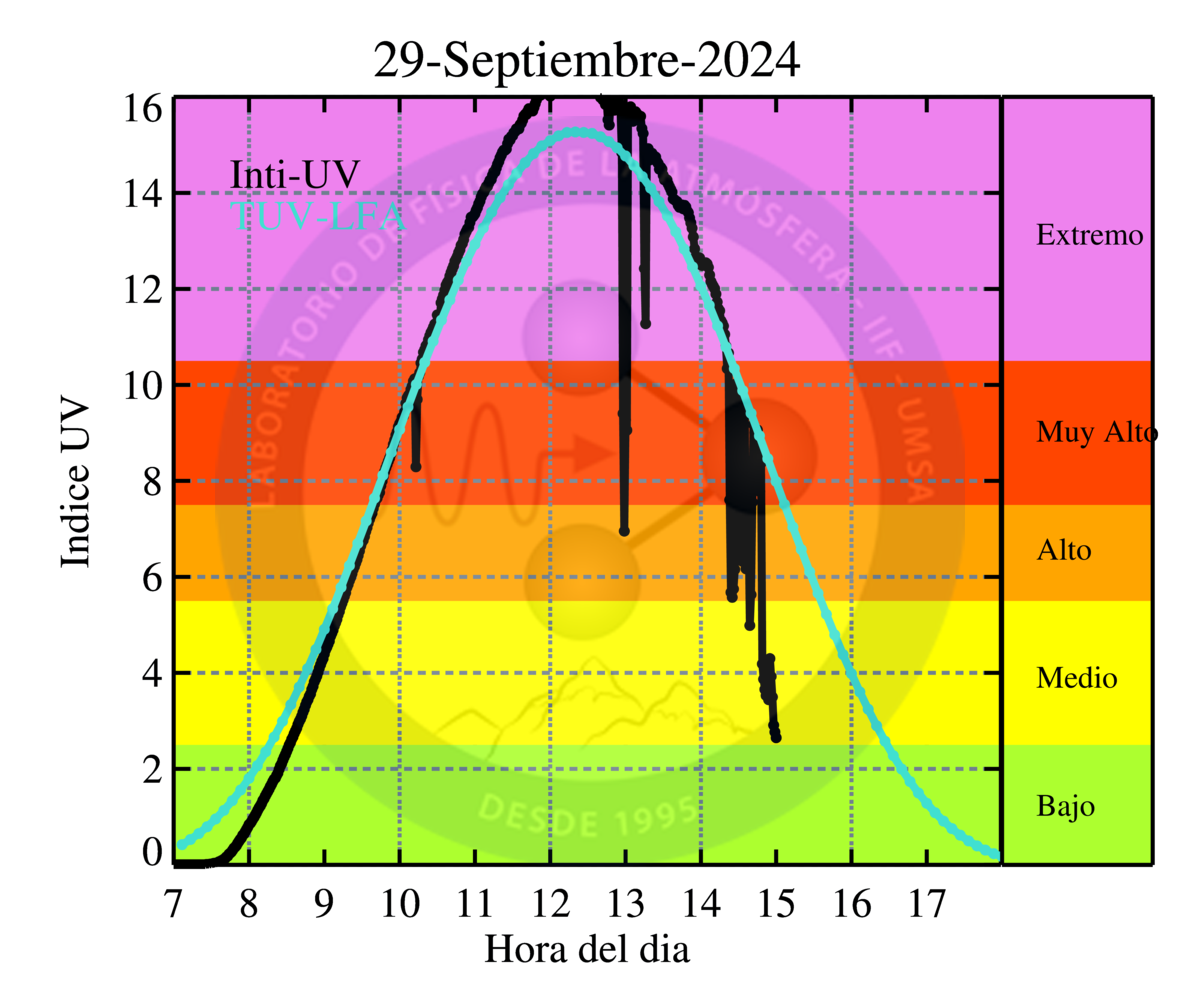 29-Septiembre-2024
16
14
12
10
8
6
4
2
0
Indice UV
Inti-UV
TUV-LFA
LABORATORIO DE FÍSICA DE LA ATMÓSFERA - IIF - UMSA
DESDE 1995
Extremo
Muy Alto
Alto
Medio
Bajo
7 8 9 10 11 12 13 14 15 16 17
Hora del dia